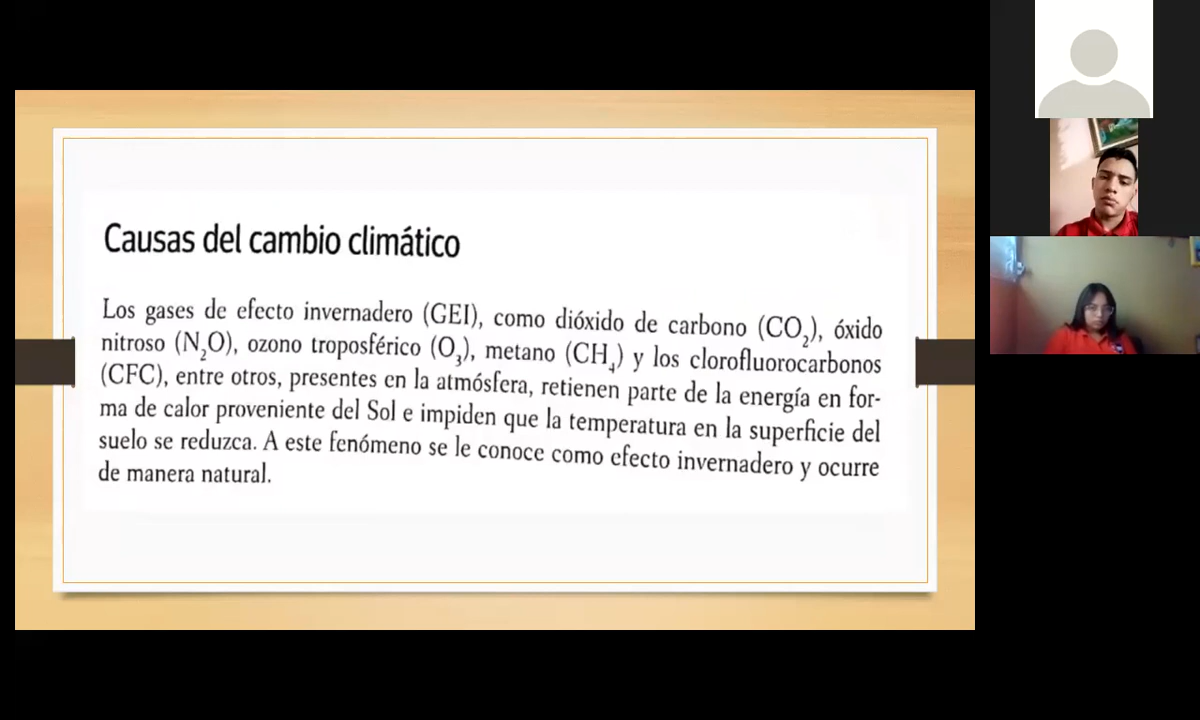 Causas del cambio climático
Los gases de efecto invernadero (GEI), como dióxido de carbono (CO₂), óxido
nitroso (N₂O), ozono troposférico (O₃), metano (CH₄) y los clorofluorocarbonos
(CFC), entre otros, presentes en la atmósfera, retienen parte de la energía en for-
ma de calor proveniente del Sol e impiden que la temperatura en la superficie del
suelo se reduzca. A este fenómeno se le conoce como efecto invernadero y ocurre
de manera natural.